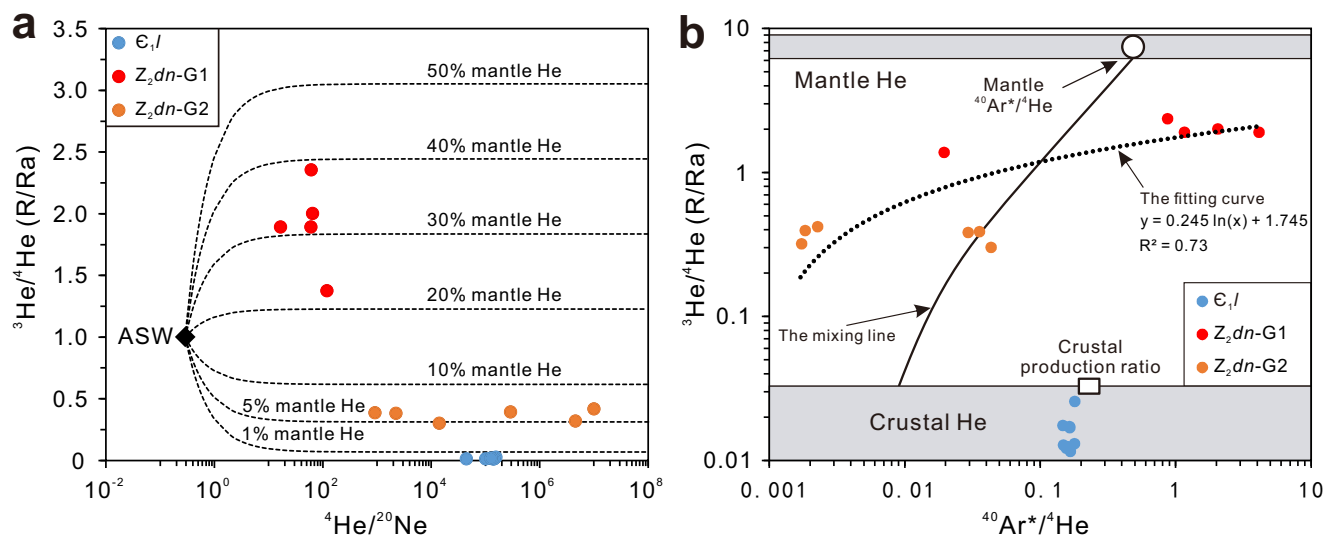 a
3.5
3.0
2.5
2.0
1.5
1.0
0.5
0
³He/⁴He (R/Ra)
Є₁l
Z₂dn-G1
Z₂dn-G2
50% mantle He
40% mantle He
30% mantle He
20% mantle He
10% mantle He
5% mantle He
1% mantle He
ASW
10⁻² 10⁰ 10² 10⁴ 10⁶ 10⁸
⁴He/²⁰Ne
b
10
1
0.1
0.01
³He/⁴He (R/Ra)
Mantle He
Mantle
⁴⁰Ar*/⁴He
The fitting curve
y = 0.245 ln(x) + 1.745
R² = 0.73
The mixing line
Crustal
production ratio
Crustal He
Є₁l
Z₂dn-G1
Z₂dn-G2
0.001 0.01 0.1 1 10
⁴⁰Ar*/⁴He